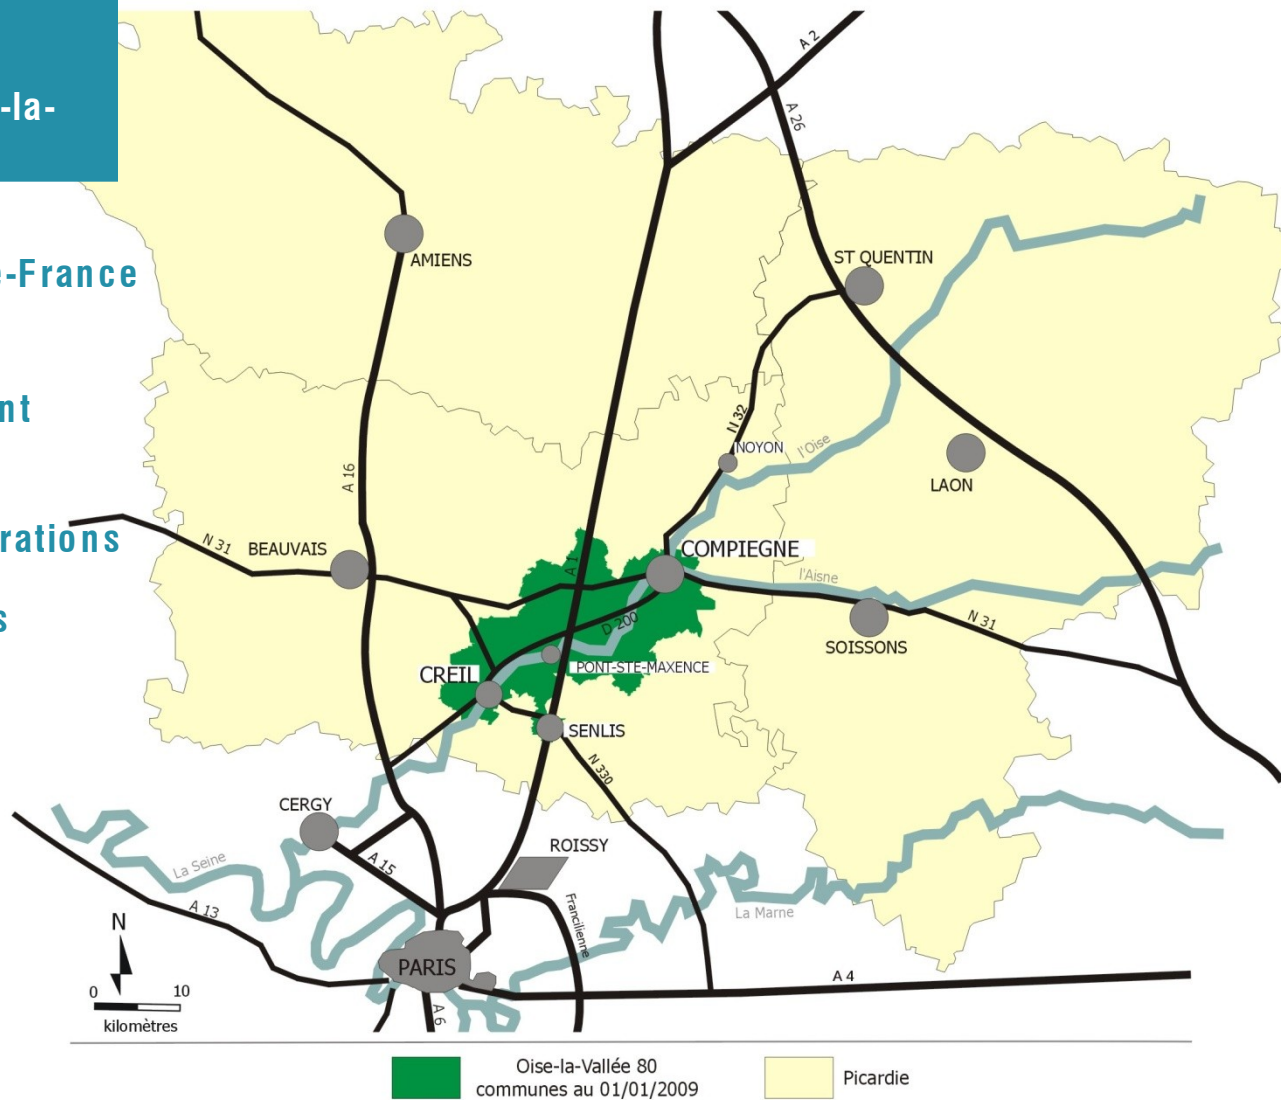 -la-
e-France
nt
rations
s
A 2
A 26
AMIENS
ST QUENTIN
N 32
NOYON
l'Oise
A 16
LAON
N 31
BEAUVAIS
A 1
COMPIEGNE
l'Aisne
D 200
N 31
SOISSONS
CREIL
PONT-STE-MAXENCE
SENLIS
N 330
CERGY
ROISSY
A 15
La Seine
A 13
Francilienne
La Marne
N
PARIS
A 4
0 10
kilomètres
A 6
Oise-la-Vallée 80
communes au 01/01/2009
Picardie